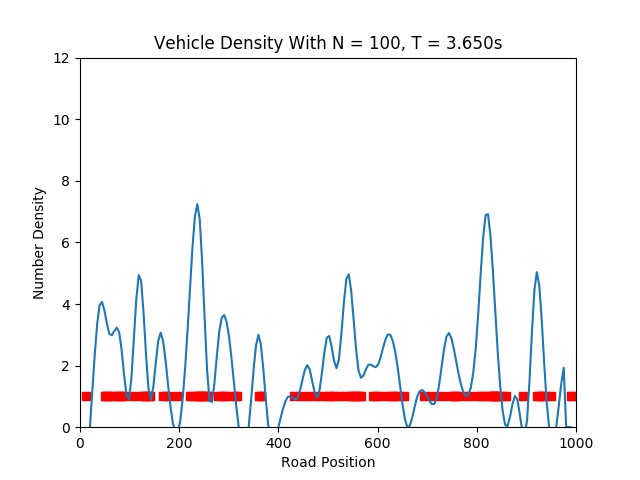 Vehicle Density With N = 100, T = 3.650s
12
10
8
6
4
2
0
Number Density
0 200 400 600 800 1000
Road Position